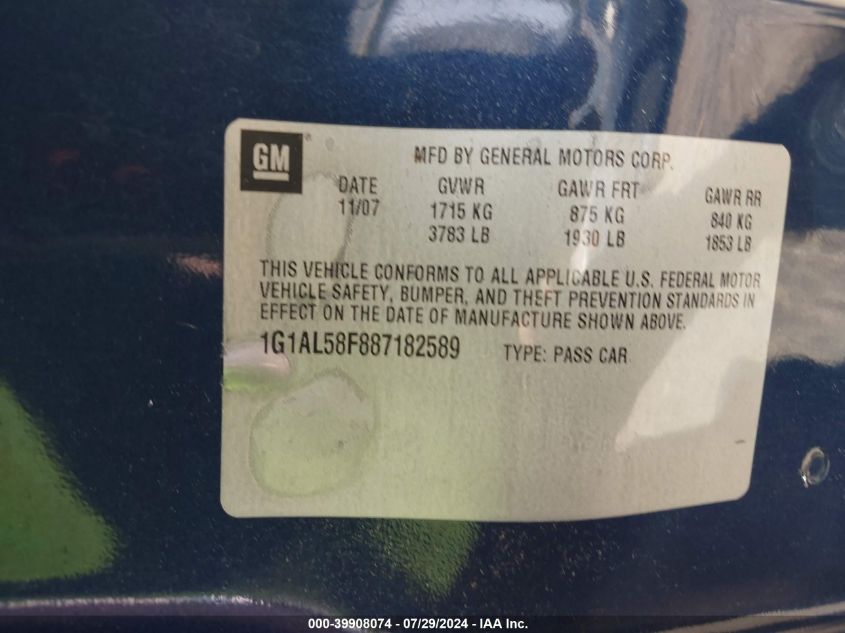 GM
MFD BY GENERAL MOTORS CORP.
DATE GVWR GAWR FRT GAWR RR
11/07 1715 KG 875 KG 840 KG
3783 LB 1930 LB 1853 LB
THIS VEHICLE CONFORMS TO ALL APPLICABLE U.S. FEDERAL MOTOR
VEHICLE SAFETY, BUMPER, AND THEFT PREVENTION STANDARDS IN
EFFECT ON THE DATE OF MANUFACTURE SHOWN ABOVE.
1G1AL58F887182589 TYPE: PASS CAR
000-39908074 / 07/29/2024 - IAA Inc.